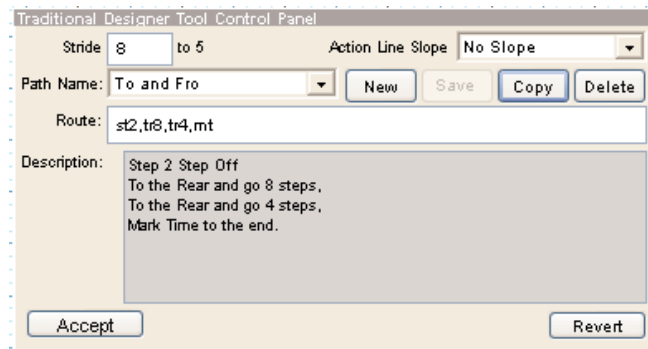 Traditional Designer Tool Control Panel
Stride 8 to 5 Action Line Slope No Slope
Path Name: To and Fro New Save Copy Delete
Route: st2,tr8,tr4,mt
Description: Step 2 Step Off
To the Rear and go 8 steps,
To the Rear and go 4 steps,
Mark Time to the end.
Accept Revert